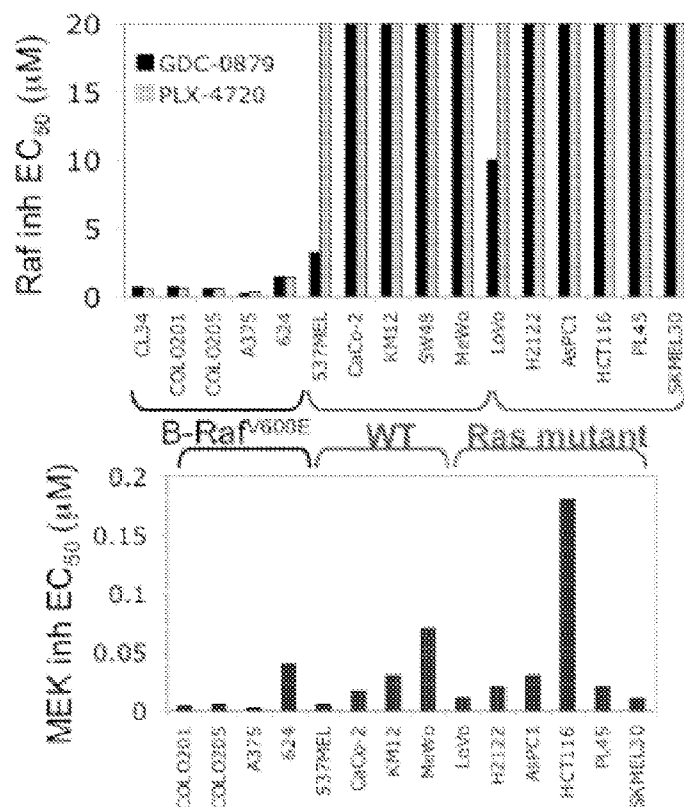 20
15
10
5
0
Raf inh EC50 (µM)
GDC-0879
PLX-4720
CL34
COLO201
COLO205
A375
624
537MEL
CaCo-2
KM12
SW48
MeWo
LoVo
H2122
AsPC1
HCT116
PL45
SKMEL30
B-RafV600E
WT
Ras mutant
0.2
0.15
0.1
0.05
0
MEK inh EC50 (µM)
COLO201
COLO205
A375
624
537MEL
CaCo-2
KM12
MeWo
LoVo
H2122
AsPC1
HCT116
PL45
SKMEL30